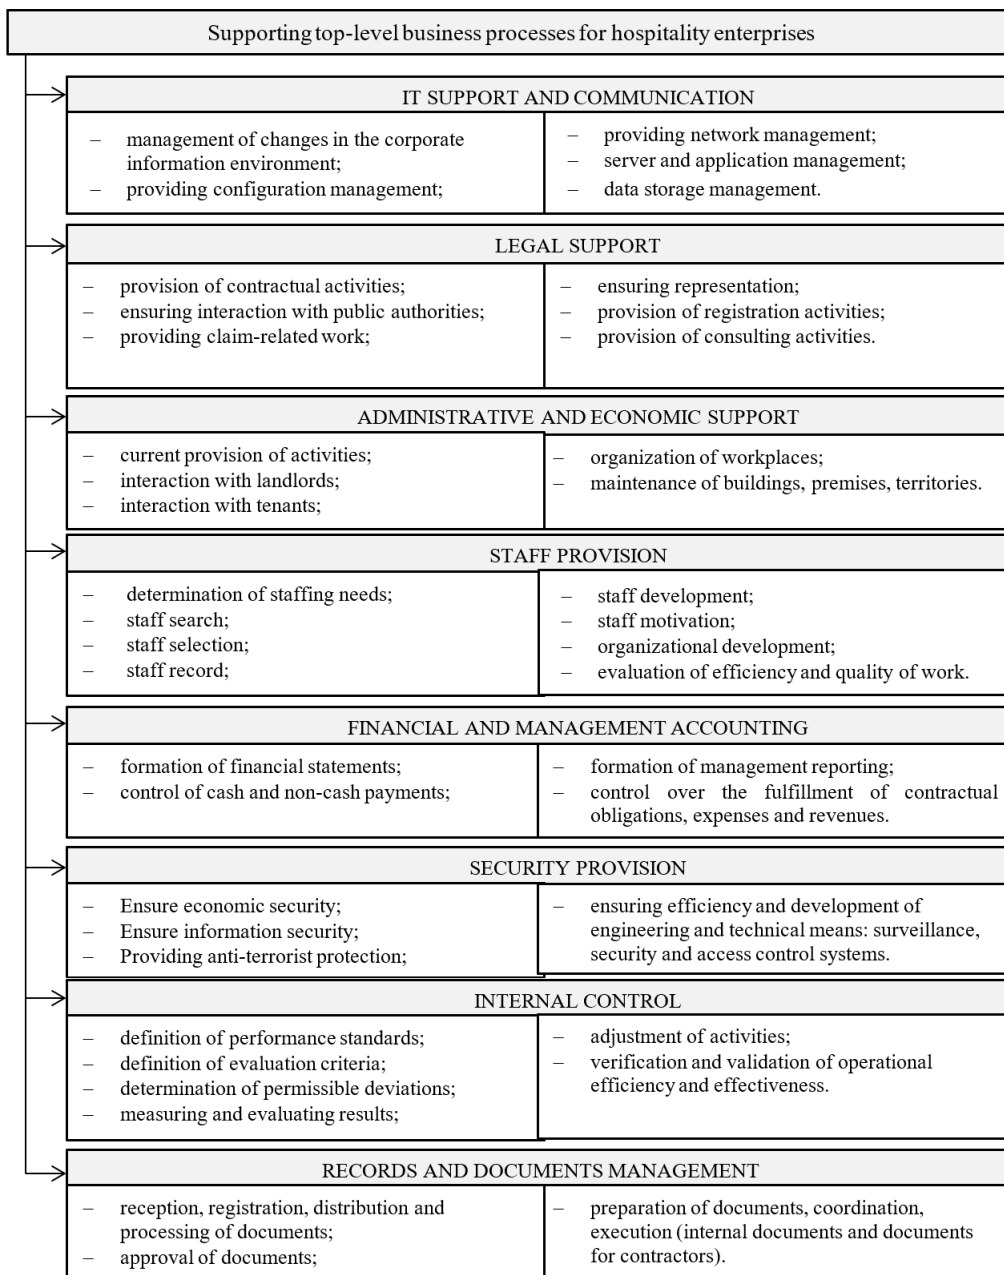 Supporting top-level business processes for hospitality enterprises
IT SUPPORT AND COMMUNICATION
– management of changes in the corporate
information environment;
– providing configuration management;
– providing network management;
– server and application management;
– data storage management.
LEGAL SUPPORT
– provision of contractual activities;
– ensuring interaction with public authorities;
– providing claim-related work;
– ensuring representation;
– provision of registration activities;
– provision of consulting activities.
ADMINISTRATIVE AND ECONOMIC SUPPORT
– current provision of activities;
– interaction with landlords;
– interaction with tenants;
– organization of workplaces;
– maintenance of buildings, premises, territories.
STAFF PROVISION
– determination of staffing needs;
– staff search;
– staff selection;
– staff record;
– staff development;
– staff motivation;
– organizational development;
– evaluation of efficiency and quality of work.
FINANCIAL AND MANAGEMENT ACCOUNTING
– formation of financial statements;
– control of cash and non-cash payments;
– formation of management reporting;
– control over the fulfillment of contractual
obligations, expenses and revenues.
SECURITY PROVISION
– Ensure economic security;
– Ensure information security;
– Providing anti-terrorist protection;
– ensuring efficiency and development of
engineering and technical means: surveillance,
security and access control systems.
INTERNAL CONTROL
– definition of performance standards;
– definition of evaluation criteria;
– determination of permissible deviations;
– measuring and evaluating results;
– adjustment of activities;
– verification and validation of operational
efficiency and effectiveness.
RECORDS AND DOCUMENTS MANAGEMENT
– reception, registration, distribution and
processing of documents;
– approval of documents;
– preparation of documents, coordination,
execution (internal documents and documents
for contractors).